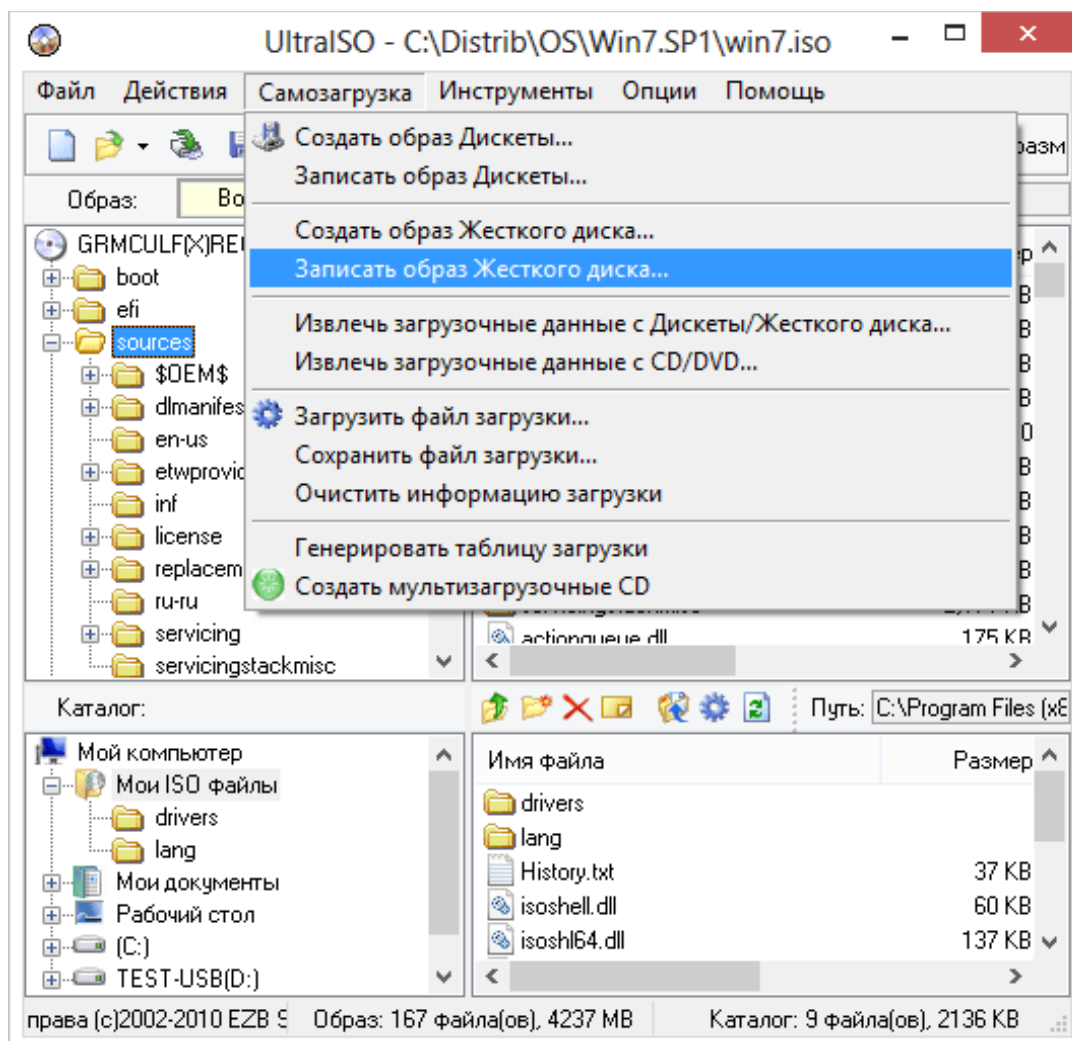 UltraISO - C:\Distrib\OS\Win7.SP1\win7.iso
Файл Действия Самозагрузка Инструменты Опции Помощь
Создать образ Дискеты...
Записать образ Дискеты...
Образ:
Создать образ Жесткого диска...
Записать образ Жесткого диска...
Извлечь загрузочные данные с Дискеты/Жесткого диска...
Извлечь загрузочные данные с CD/DVD...
Загрузить файл загрузки...
Сохранить файл загрузки...
Очистить информацию загрузки
Генерировать таблицу загрузки
Создать мультизагрузочные CD
boot
efi
sources
$OEM$
en-us
inf
license
ru-ru
servicing
servicingstackmisc
actionqueue.dll 175 KB
Каталог:
Путь: C:\Program Files
Мой компьютер
Мои ISO файлы
drivers
lang
Мои документы
Рабочий стол
(C:)
TEST-USB(D:)
Имя файла Размер
drivers
lang
History.txt 37 KB
isoshell.dll 60 KB
isoshl64.dll 137 KB
права (c)2002-2010 EZB Образ: 167 файла(ов), 4237 MB Каталог: 9 файла(ов), 2136 KB